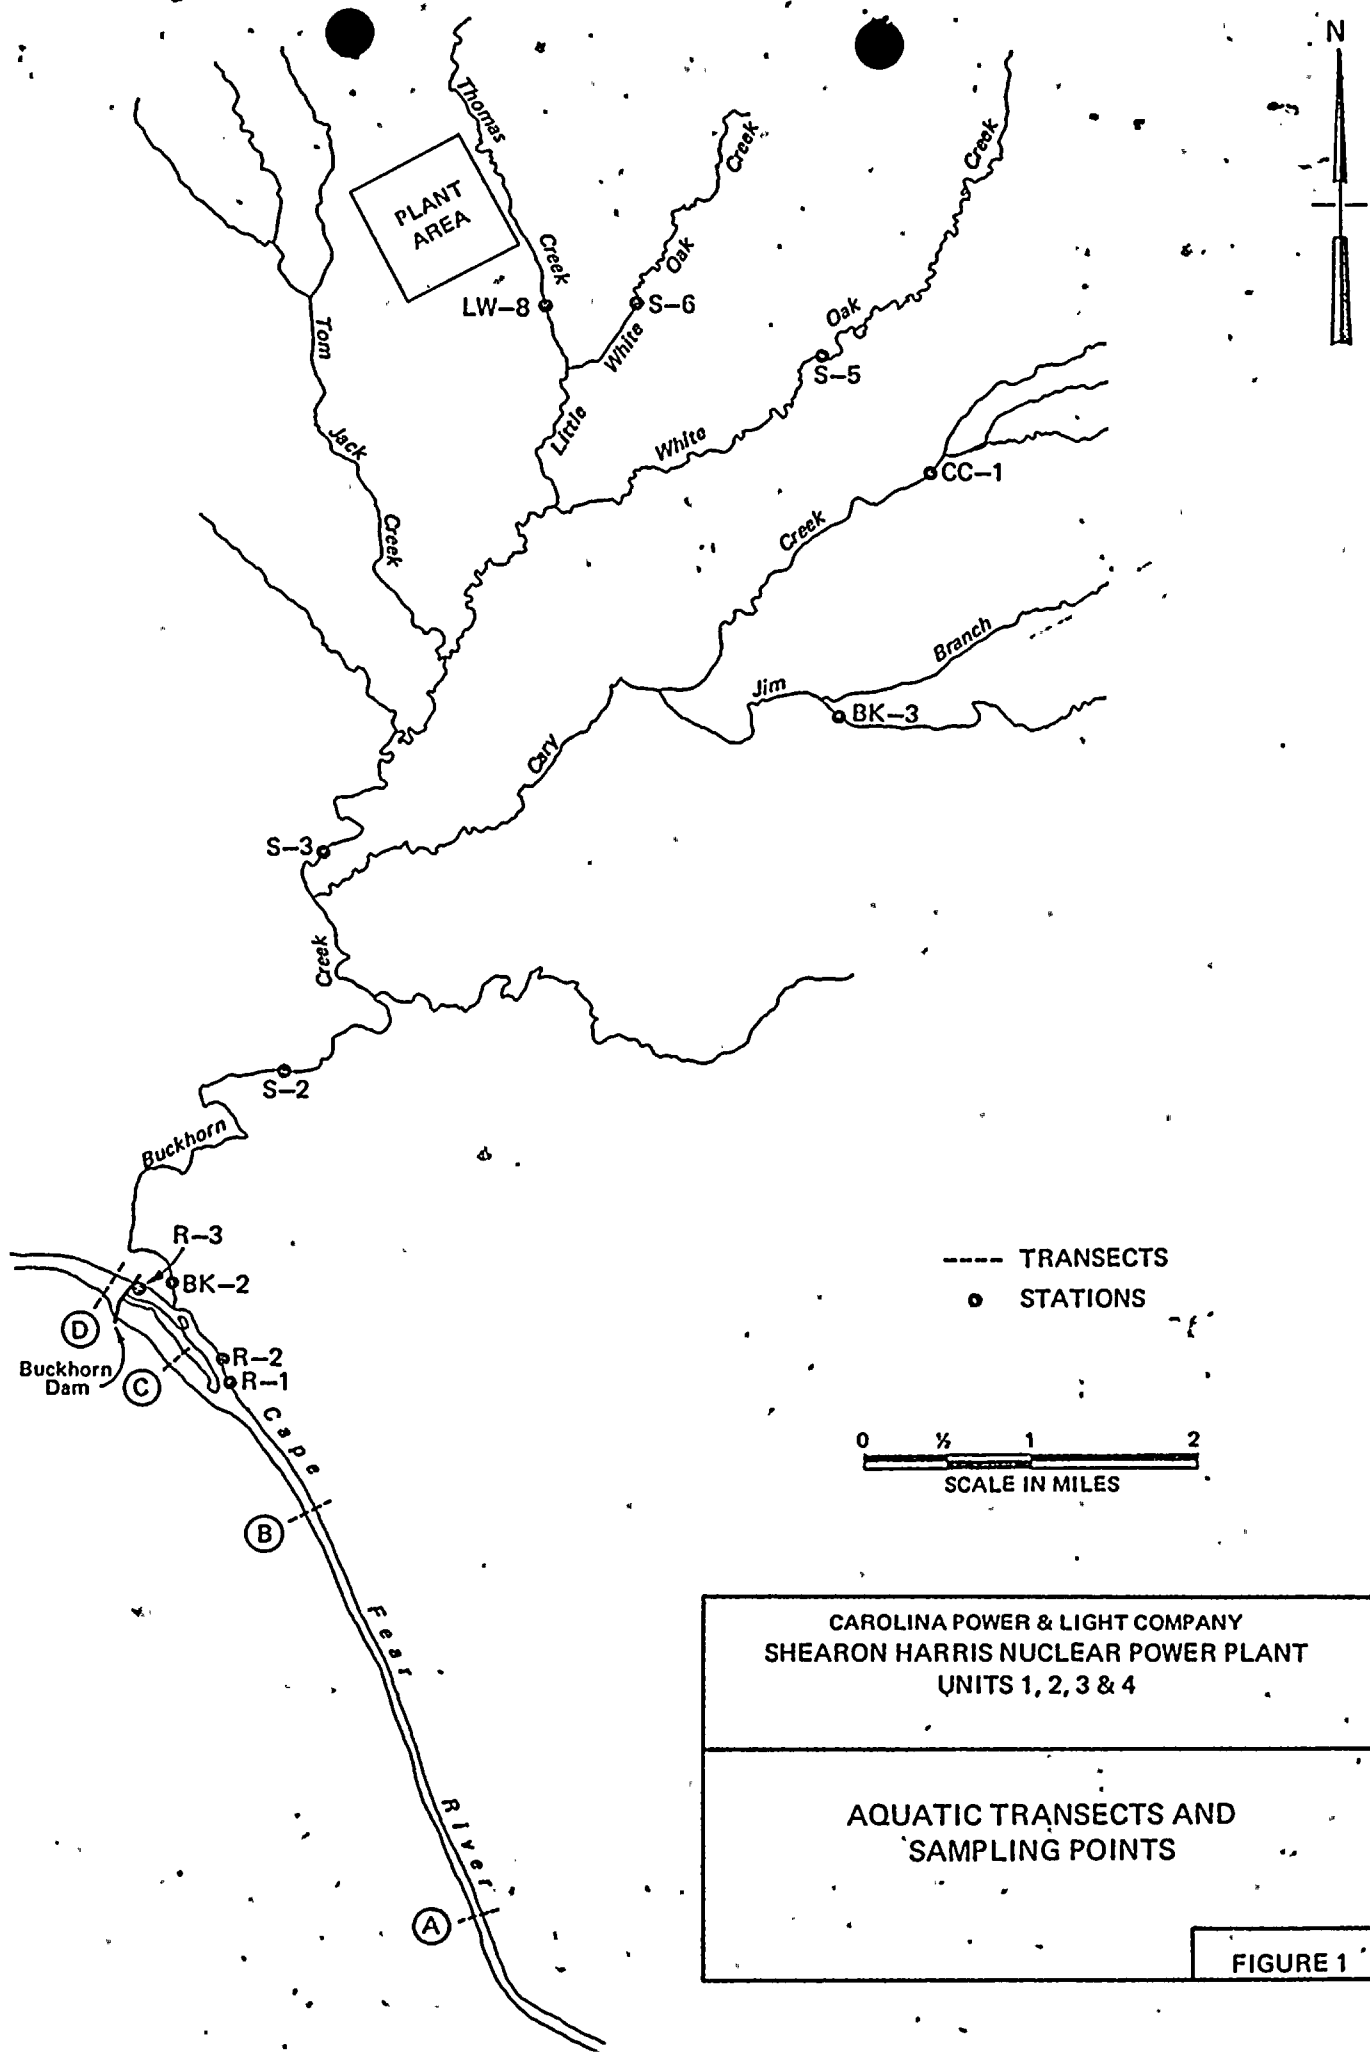 N
Thomas
Creek
PLANT
AREA
Creek
Oak
White
Creek
Oak
White
LW-8
S-6
S-5
Tom
Jack
Creek
Little
CC-1
Creek
Branch
Jim
BK-3
Cary
S-3
Creek
S-2
Buckhorn
R-3
BK-2
D
Buckhorn
Dam
C
R-2
R-1
Cape
Fear
River
B
A
---- TRANSECTS
STATIONS
0 ½ 1 2
SCALE IN MILES
CAROLINA POWER & LIGHT COMPANY
SHEARON HARRIS NUCLEAR POWER PLANT
UNITS 1, 2, 3 & 4
AQUATIC TRANSECTS AND
SAMPLING POINTS
FIGURE 1